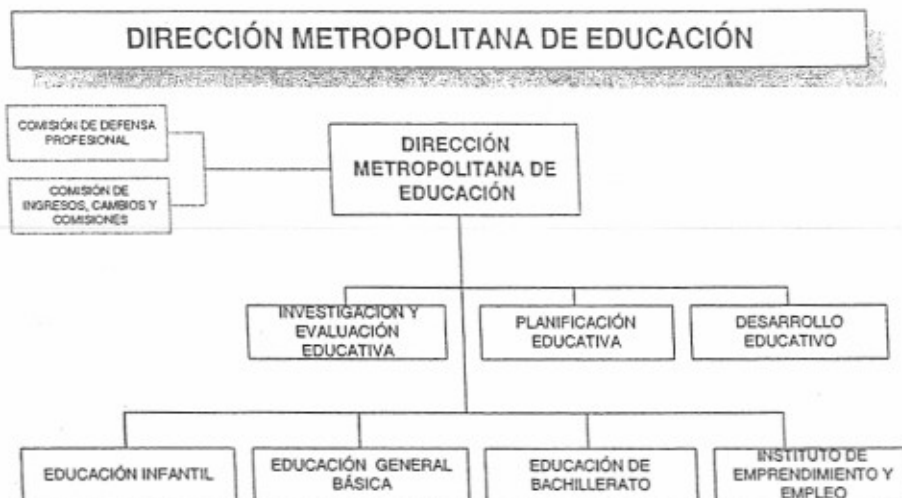 DIRECCIÓN METROPOLITANA DE EDUCACIÓN
COMISIÓN DE DEFENSA
PROFESIONAL
COMISIÓN DE
INGRESOS, CAMBIOS Y
COMISIONES
DIRECCIÓN
METROPOLITANA DE
EDUCACIÓN
INVESTIGACION Y
EVALUACIÓN
EDUCATIVA
PLANIFICACIÓN
EDUCATIVA
DESARROLLO
EDUCATIVO
EDUCACIÓN INFANTIL
EDUCACIÓN GENERAL
BÁSICA
EDUCACIÓN DE
BACHILLERATO
INSTITUTO DE
EMPRENDIMIENTO Y
EMPLEO